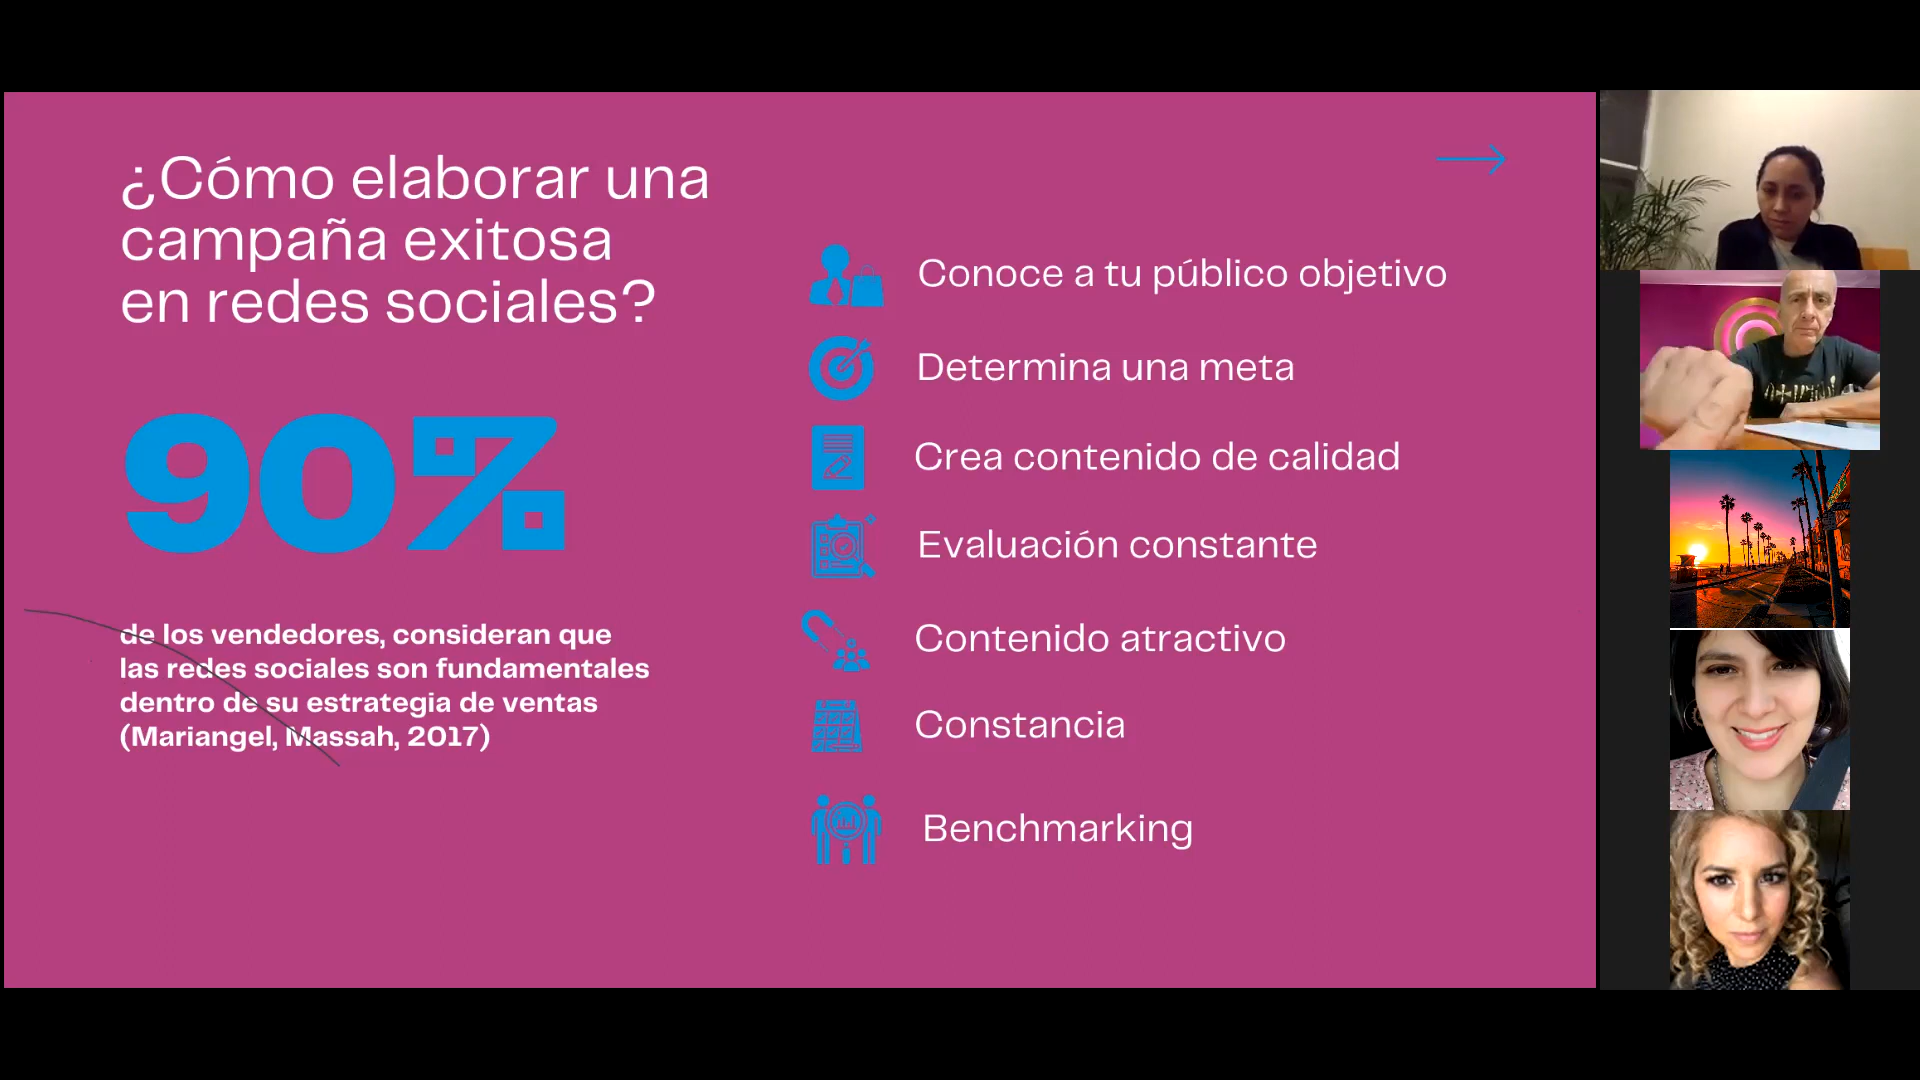 ¿Cómo elaborar una
campaña exitosa
en redes sociales?
90%
de los vendedores, consideran que
las redes sociales son fundamentales
dentro de su estrategia de ventas
(Mariangel, Massah, 2017)
Conoce a tu público objetivo
Determina una meta
Crea contenido de calidad
Evaluación constante
Contenido atractivo
Constancia
Benchmarking